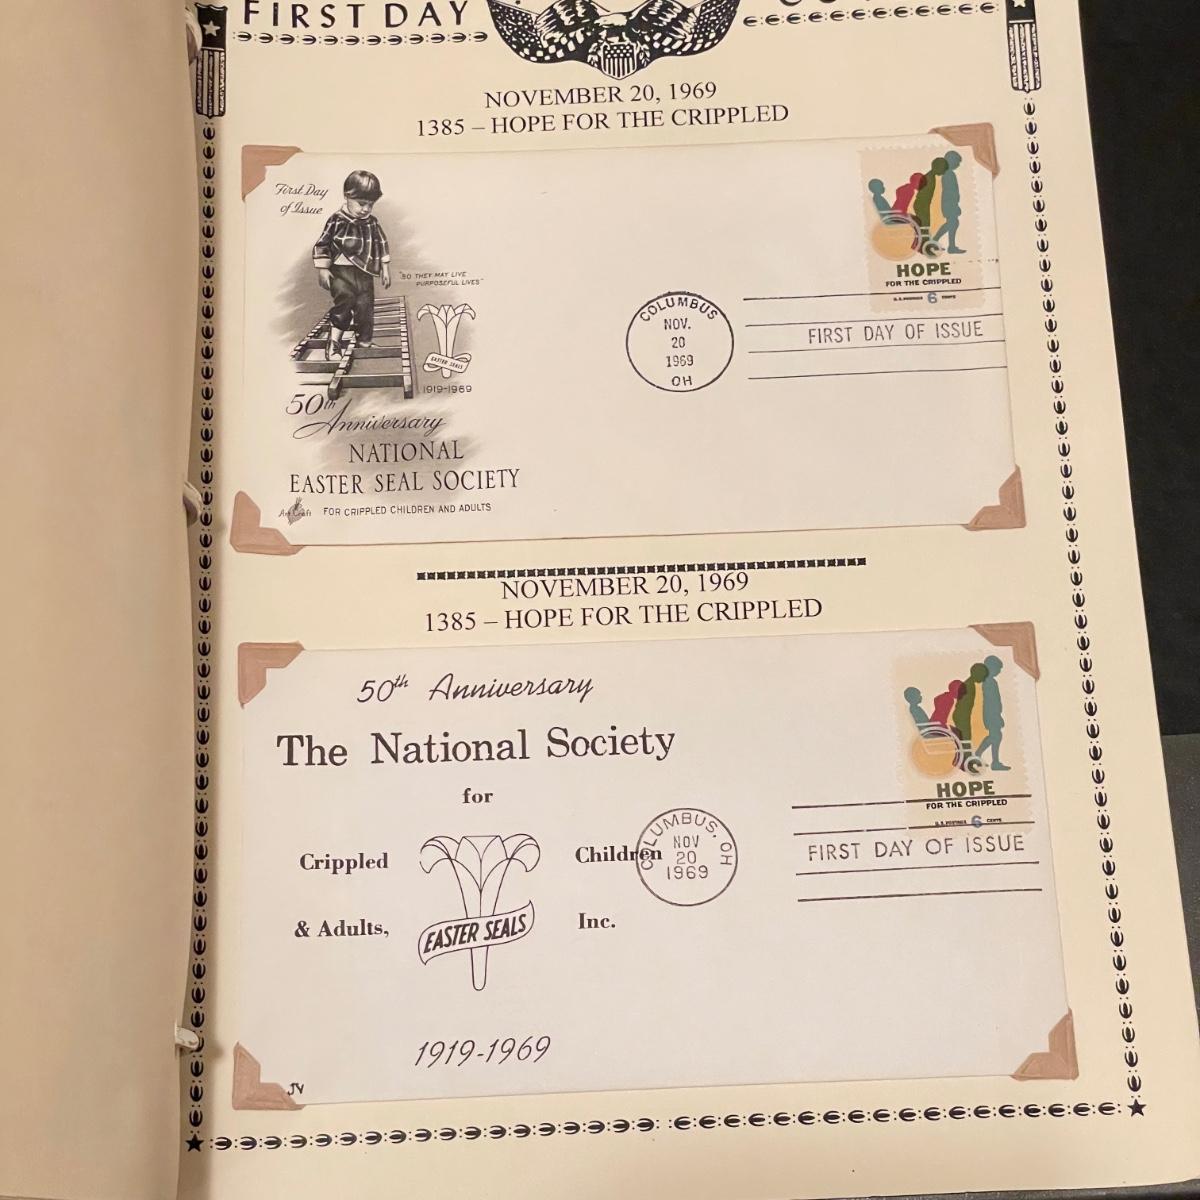 FIRST DAY
NOVEMBER 20, 1969
1385 – HOPE FOR THE CRIPPLED
First Day
of Issue
"SO THEY MAY LIVE
PURPOSEFUL LIVES"
EASTER SEALS
1919-1969
50th
Anniversary
NATIONAL
EASTER SEAL SOCIETY
ArtCraft FOR CRIPPLED CHILDREN AND ADULTS
COLUMBUS
NOV.
20
1969
OH
HOPE
FOR THE CRIPPLED
U.S. POSTAGE 6 CENTS
FIRST DAY OF ISSUE
NOVEMBER 20, 1969
1385 – HOPE FOR THE CRIPPLED
50th Anniversary
The National Society
for
Crippled Children
& Adults, Inc.
EASTER SEALS
1919-1969
JV
COLUMBUS, OH
NOV
20
1969
HOPE
FOR THE CRIPPLED
U.S. POSTAGE 6 CENTS
FIRST DAY OF ISSUE